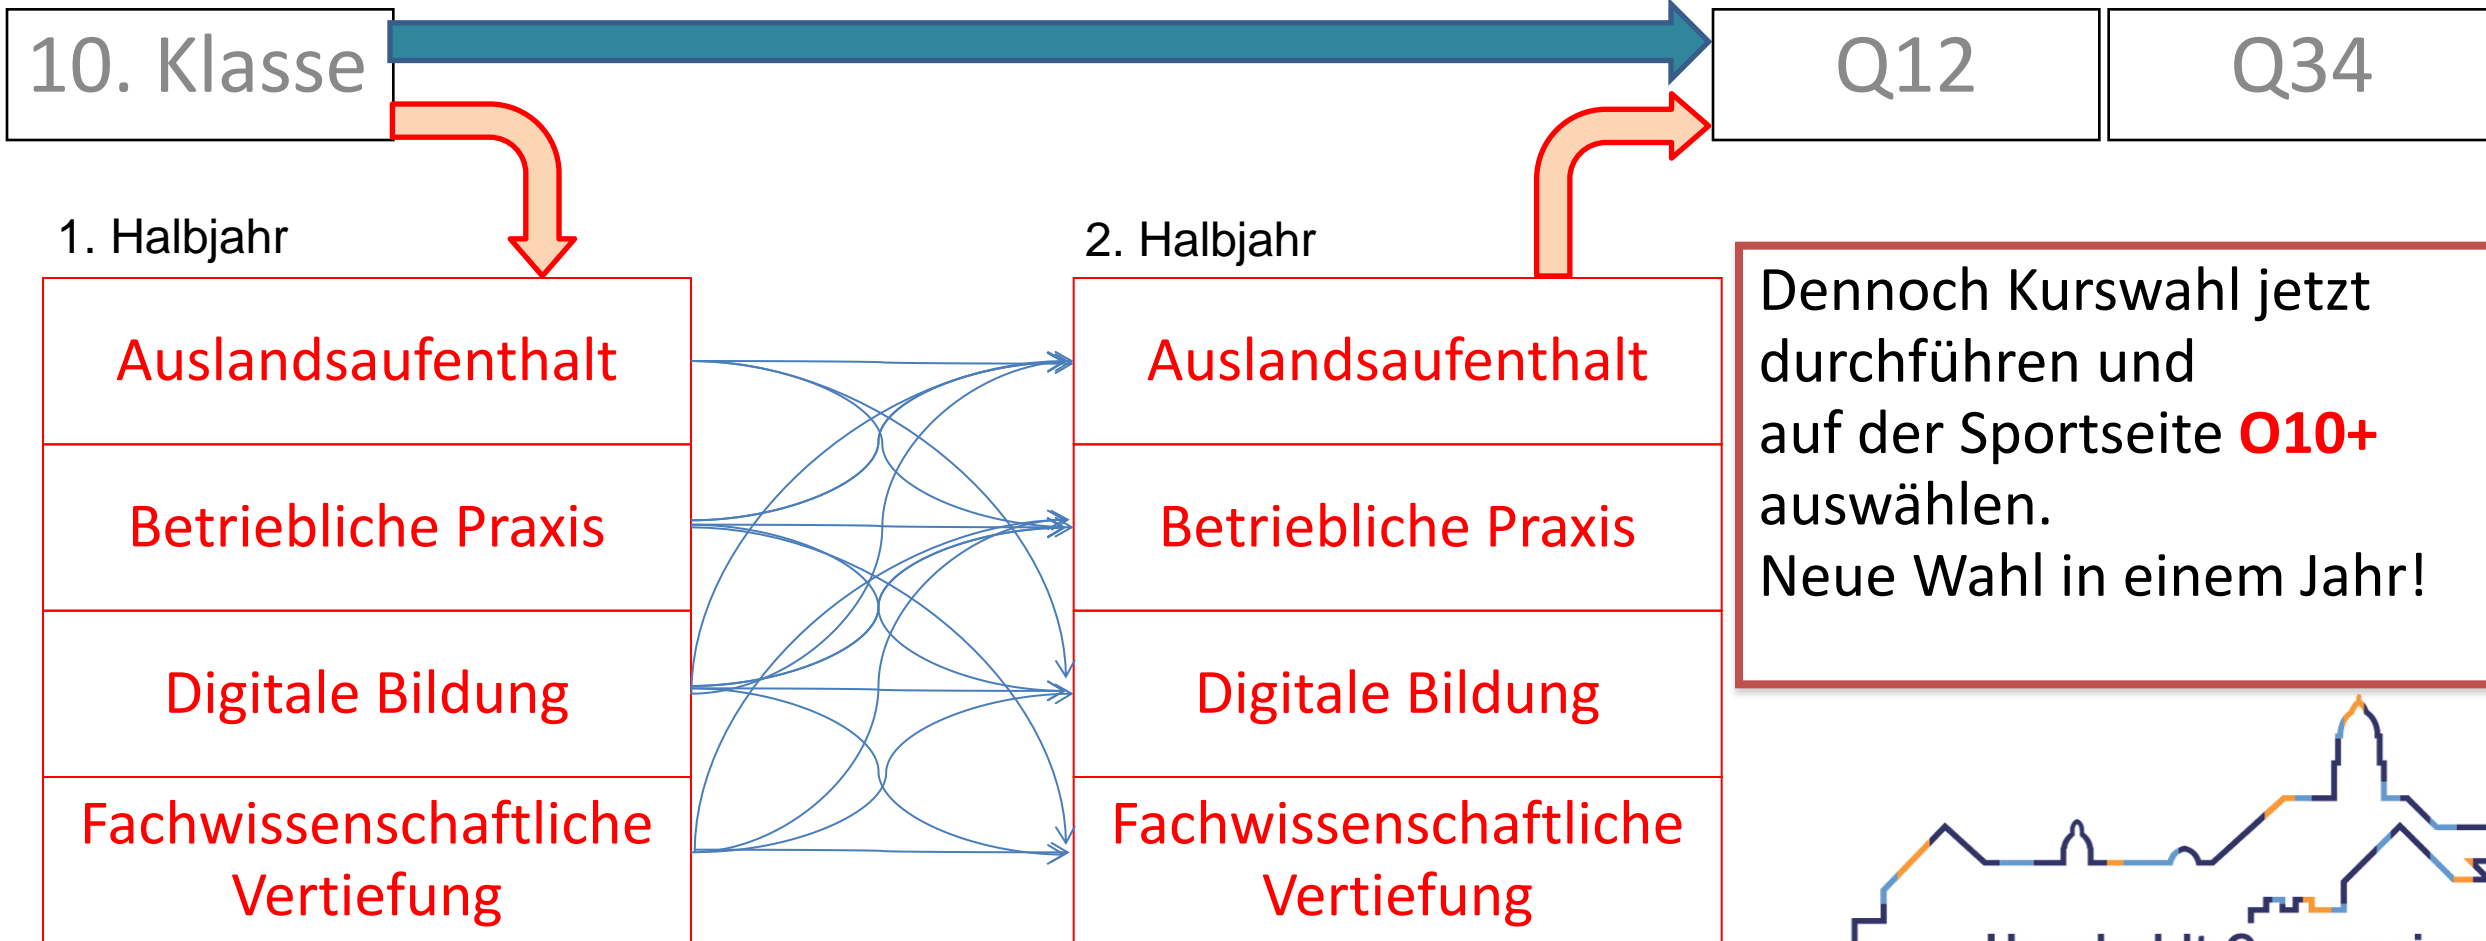 10. Klasse
Q12
Q34
1. Halbjahr
2. Halbjahr
Auslandsaufenthalt
Betriebliche Praxis
Digitale Bildung
Fachwissenschaftliche
Vertiefung
Auslandsaufenthalt
Betriebliche Praxis
Digitale Bildung
Fachwissenschaftliche
Vertiefung
Dennoch Kurswahl jetzt
durchführen und
auf der Sportseite O10+
auswählen.
Neue Wahl in einem Jahr!